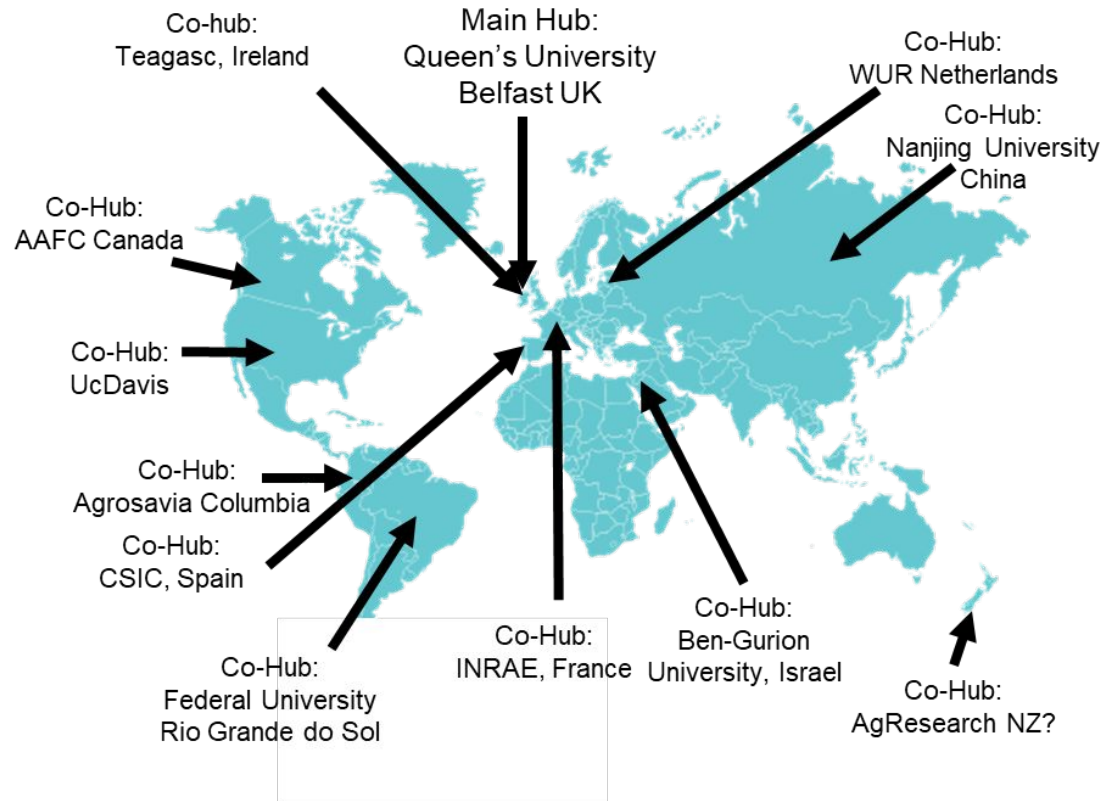 Co-hub:
Teagasc, Ireland
Main Hub:
Queen's University
Belfast UK
Co-Hub:
WUR Netherlands
Co-Hub:
Nanjing University
China
Co-Hub:
AAFC Canada
Co-Hub:
UcDavis
Co-Hub:
Agrosavia Columbia
Co-Hub:
CSIC, Spain
Co-Hub:
Federal University
Rio Grande do Sol
Co-Hub:
INRAE, France
Co-Hub:
Ben-Gurion
University, Israel
Co-Hub:
AgResearch NZ?